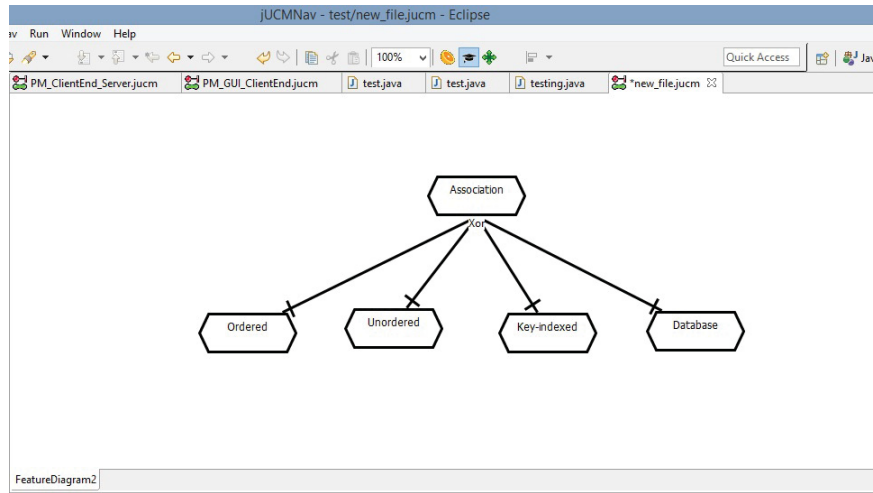 jUCMNav - test/new_file.jucm - Eclipse
av Run Window Help
100%
Quick Access
Jav
PM_ClientEnd_Server.jucm PM_GUI_ClientEnd.jucm test.java test.java testing.java *new_file.jucm
Association
Xor
Ordered Unordered Key-indexed Database
FeatureDiagram2